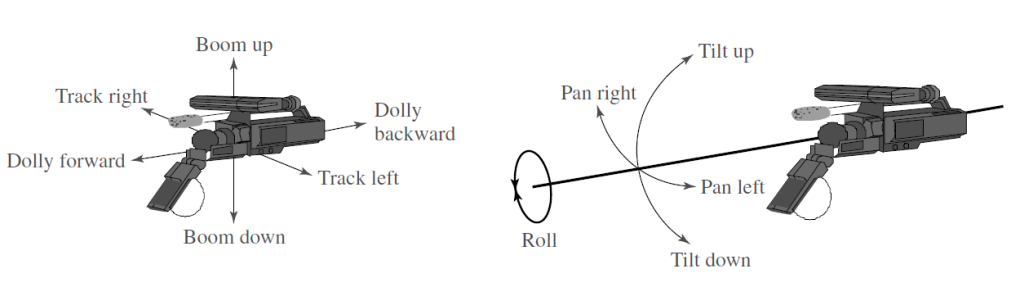 Boom up
Track right
Dolly
backward
Dolly forward
Track left
Boom down
Tilt up
Pan right
Pan left
Roll
Tilt down